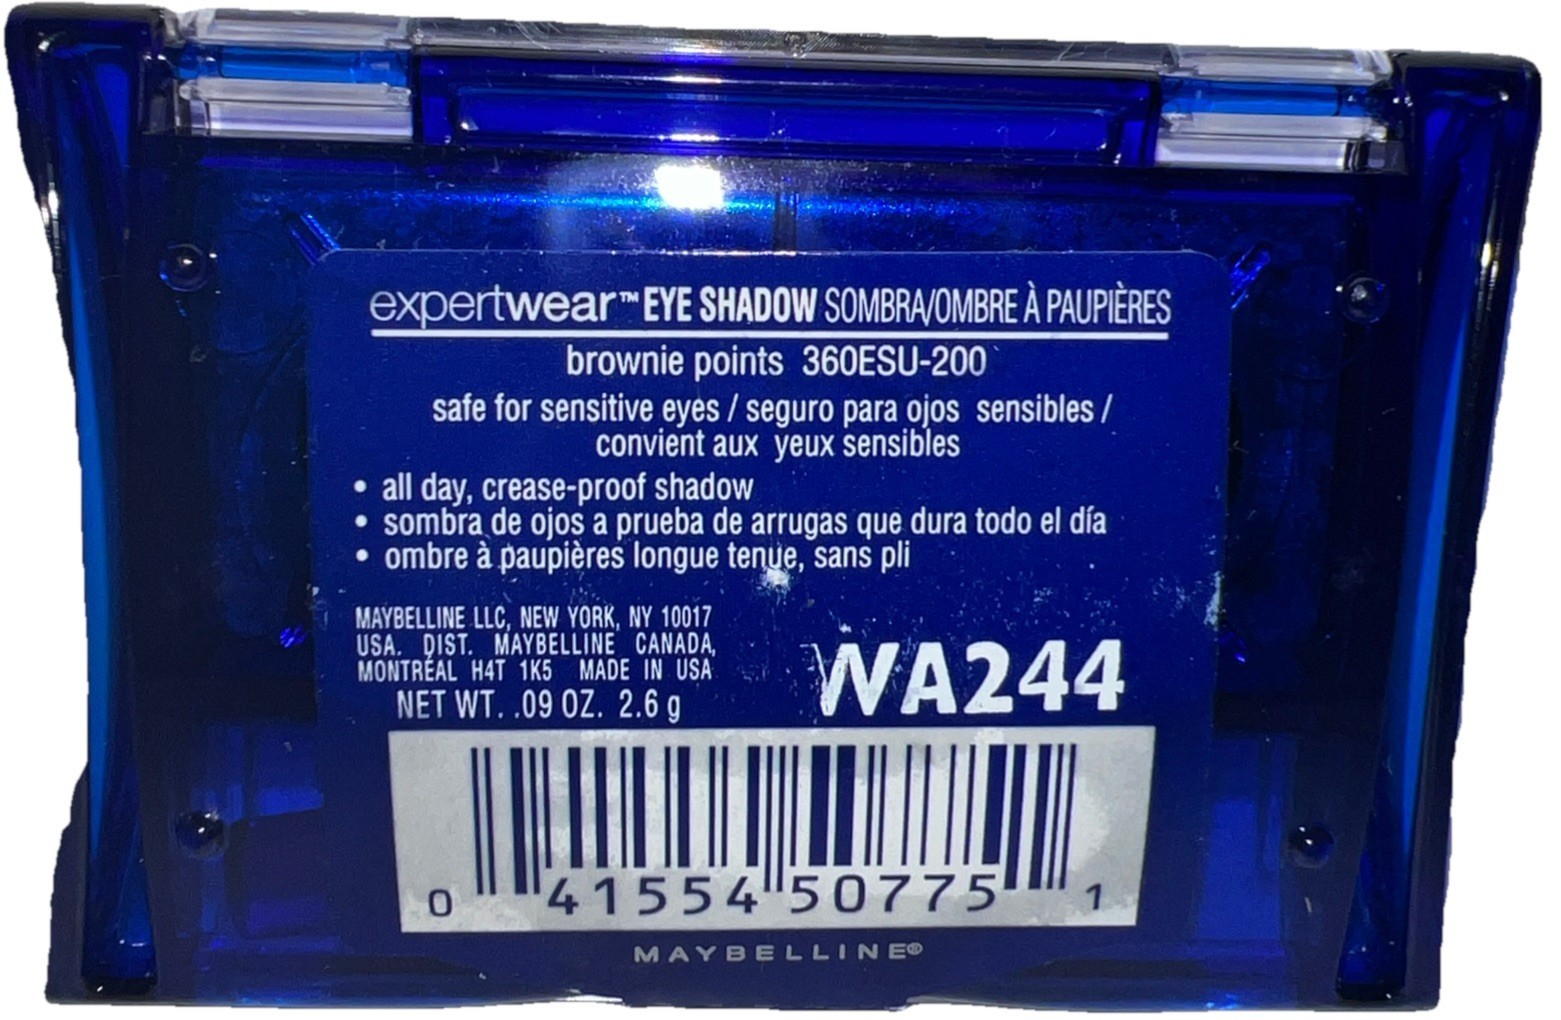 expertwear™ EYE SHADOW SOMBRA/OMBRE À PAUPIÈRES
brownie points 360ESU-200
safe for sensitive eyes / seguro para ojos sensibles /
convient aux yeux sensibles
• all day, crease-proof shadow
• sombra de ojos a prueba de arrugas que dura todo el día
• ombre à paupières longue tenue, sans pli
MAYBELLINE LLC, NEW YORK, NY 10017
USA. DIST. MAYBELLINE CANADA,
MONTRÉAL H4T 1K5 MADE IN USA
NET WT. .09 OZ. 2.6 g
WA244
0 41554 50775 1
MAYBELLINE®